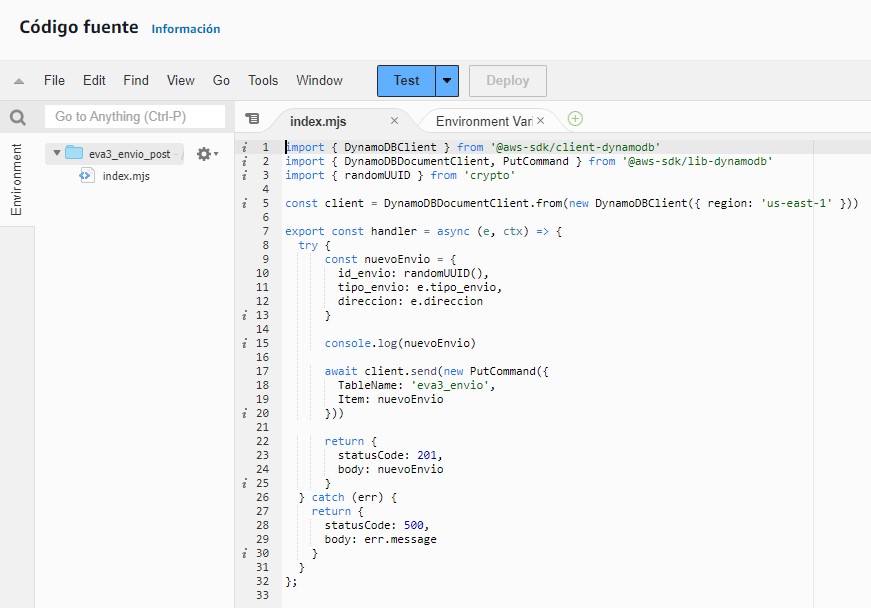 Código fuente Información
File Edit Find View Go Tools Window Test Deploy
Go to Anything (Ctrl-P)
index.mjs × Environment Var ×
Environment
eva3_envio_post
index.mjs
1 import { DynamoDBClient } from '@aws-sdk/client-dynamodb'
2 import { DynamoDBDocumentClient, PutCommand } from '@aws-sdk/lib-dynamodb'
3 import { randomUUID } from 'crypto'
4
5 const client = DynamoDBDocumentClient.from(new DynamoDBClient({ region: 'us-east-1' }))
6
7 export const handler = async (e, ctx) => {
8 try {
9 const nuevoEnvio = {
10 id_envio: randomUUID(),
11 tipo_envio: e.tipo_envio,
12 direccion: e.direccion
13 }
14
15 console.log(nuevoEnvio)
16
17 await client.send(new PutCommand({
18 TableName: 'eva3_envio',
19 Item: nuevoEnvio
20 }))
21
22 return {
23 statusCode: 201,
24 body: nuevoEnvio
25 }
26 } catch (err) {
27 return {
28 statusCode: 500,
29 body: err.message
30 }
31 }
32 };
33